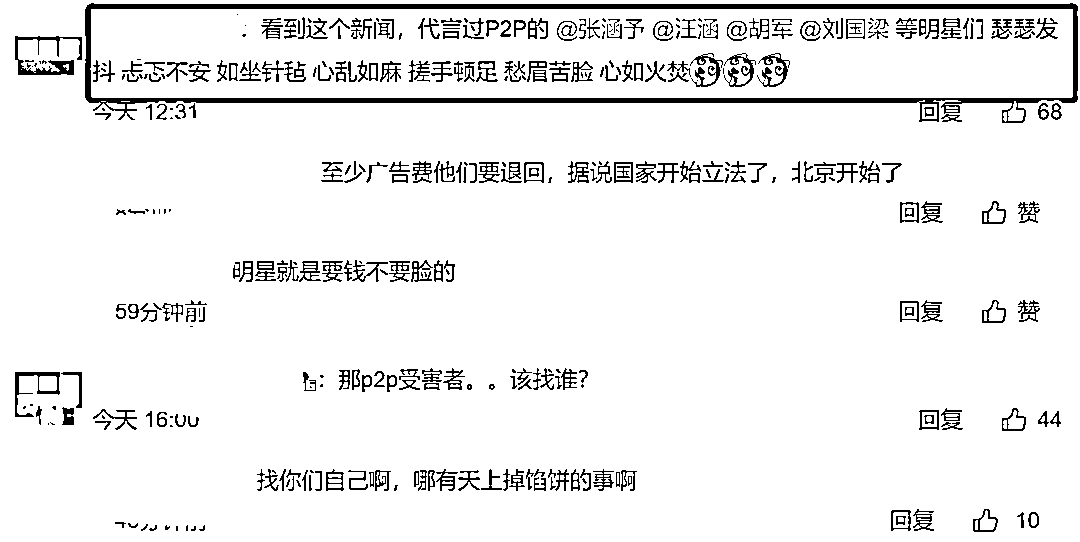 ：看到这个新闻，代言过P2P的 @张涵予 @汪涵 @胡军 @刘国梁 等明星们 瑟瑟发
抖 忐忑不安 如坐针毡 心乱如麻 搓手顿足 愁眉苦脸 心如火焚
今天 12:31 回复 68
至少广告费他们要退回，据说国家开始立法了，北京开始了
回复 赞
明星就是要钱不要脸的
59分钟前 回复 赞
：那p2p受害者。。该找谁？
今天 16:00 回复 44
找你们自己啊，哪有天上掉馅饼的事啊
回复 10